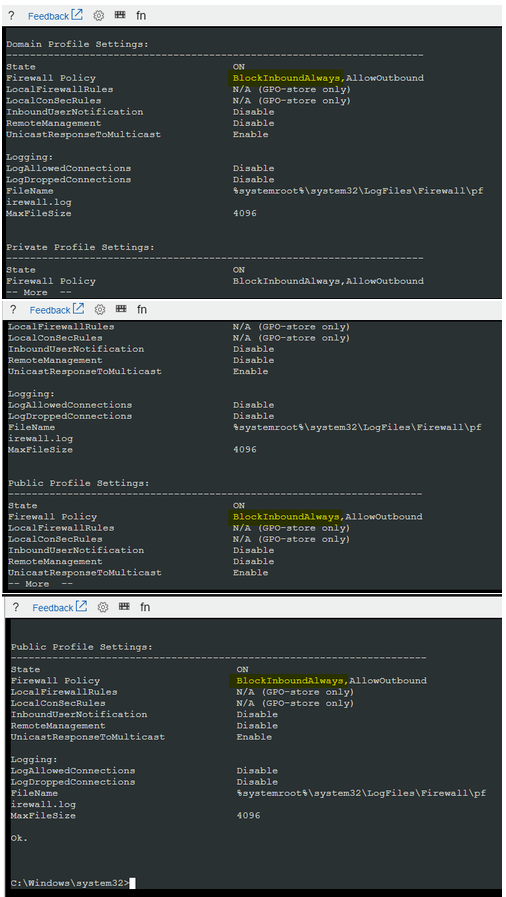 ? Feedback fn
Domain Profile Settings:
----------------------------------------------------------------------
State ON
Firewall Policy BlockInboundAlways,AllowOutbound
LocalFirewallRules N/A (GPO-store only)
LocalConSecRules N/A (GPO-store only)
InboundUserNotification Disable
RemoteManagement Disable
UnicastResponseToMulticast Enable
Logging:
LogAllowedConnections Disable
LogDroppedConnections Disable
FileName %systemroot%\system32\LogFiles\Firewall\pf
irewall.log
MaxFileSize 4096
Private Profile Settings:
----------------------------------------------------------------------
State ON
Firewall Policy BlockInboundAlways,AllowOutbound
-- More --
? Feedback fn
LocalFirewallRules N/A (GPO-store only)
LocalConSecRules N/A (GPO-store only)
InboundUserNotification Disable
RemoteManagement Disable
UnicastResponseToMulticast Enable
Logging:
LogAllowedConnections Disable
LogDroppedConnections Disable
FileName %systemroot%\system32\LogFiles\Firewall\pf
irewall.log
MaxFileSize 4096
Public Profile Settings:
----------------------------------------------------------------------
State ON
Firewall Policy BlockInboundAlways,AllowOutbound
LocalFirewallRules N/A (GPO-store only)
LocalConSecRules N/A (GPO-store only)
InboundUserNotification Disable
RemoteManagement Disable
UnicastResponseToMulticast Enable
-- More --
? Feedback fn
Public Profile Settings:
----------------------------------------------------------------------
State ON
Firewall Policy BlockInboundAlways,AllowOutbound
LocalFirewallRules N/A (GPO-store only)
LocalConSecRules N/A (GPO-store only)
InboundUserNotification Disable
RemoteManagement Disable
UnicastResponseToMulticast Enable
Logging:
LogAllowedConnections Disable
LogDroppedConnections Disable
FileName %systemroot%\system32\LogFiles\Firewall\pf
irewall.log
MaxFileSize 4096
Ok.
C:\Windows\system32>